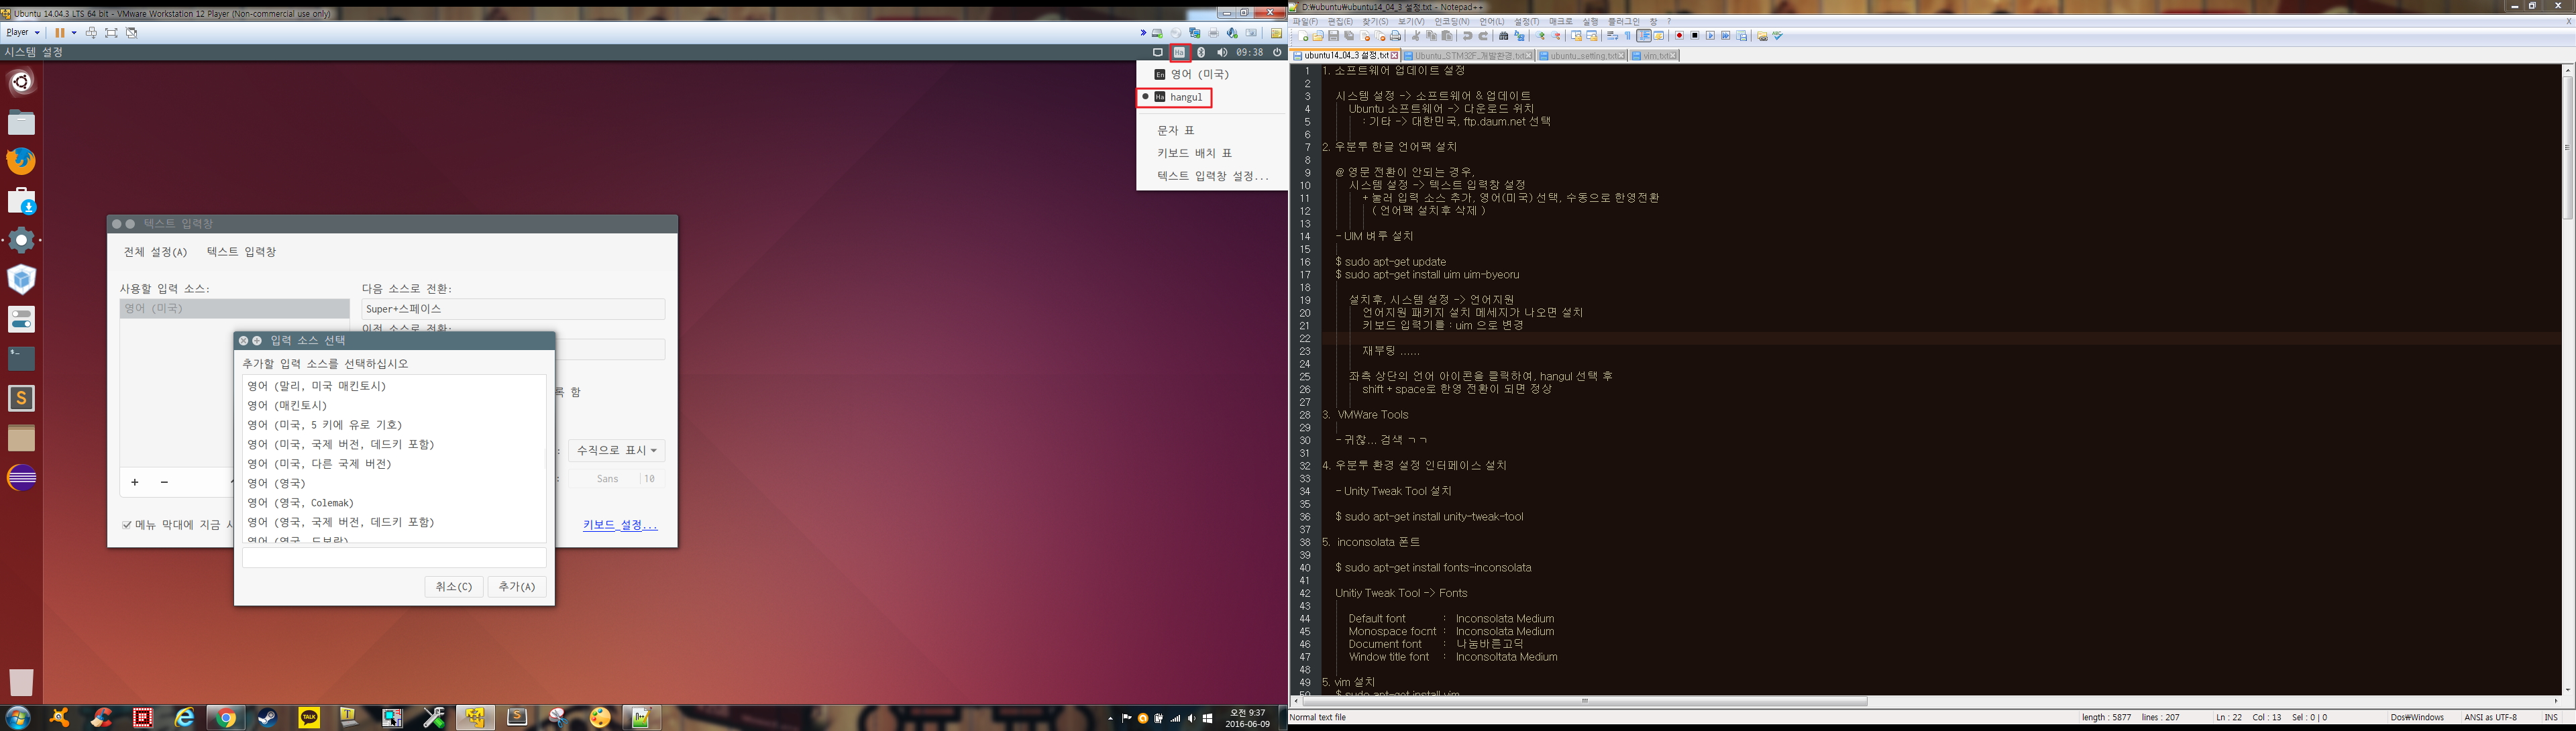 Ubuntu 14.04.3 LTS 64 bit - VMware Workstation 12 Player (Non-commercial use only)
Player
시스템 설정
Ha
09:38
En 영어 (미국)
Ha hangul
문자 표
키보드 배치 표
텍스트 입력창 설정...
텍스트 입력창
전체 설정(A) 텍스트 입력창
사용할 입력 소스:
다음 소스로 전환:
영어 (미국)
Super+스페이스
이전 소스로 전환:
록 함
수직으로 표시
Sans 10
+ -
메뉴 막대에 지금 사
키보드 설정...
입력 소스 선택
추가할 입력 소스를 선택하십시오
영어 (말리, 미국 매킨토시)
영어 (매킨토시)
영어 (미국, 5 키에 유로 기호)
영어 (미국, 국제 버전, 데드키 포함)
영어 (미국, 다른 국제 버전)
영어 (영국)
영어 (영국, Colemak)
영어 (영국, 국제 버전, 데드키 포함)
영어 (영국, 드보락)
취소(C) 추가(A)
TALK
오전 9:37
2016-06-09
D:\ubuntu\ubuntu14_04_3 설정.txt - Notepad++
파일(F) 편집(E) 찾기(S) 보기(V) 인코딩(N) 언어(L) 설정(T) 매크로 실행 플러그인 창 ?
X
ubuntu14_04_3 설정.txt Ubuntu_STM32F_개발환경.txt ubuntu_setting.txt vim.txt
1 1. 소프트웨어 업데이트 설정
2
3 시스템 설정 -> 소프트웨어 & 업데이트
4 Ubuntu 소프트웨어 -> 다운로드 위치
5 : 기타 -> 대한민국, ftp.daum.net 선택
6
7 2. 우분투 한글 언어팩 설치
8
9 @ 영문 전환이 안되는 경우,
10 시스템 설정 -> 텍스트 입력창 설정
11 + 눌러 입력 소스 추가, 영어(미국) 선택, 수동으로 한영전환
12 ( 언어팩 설치후 삭제 )
13
14 - UIM 벼루 설치
15
16 $ sudo apt-get update
17 $ sudo apt-get install uim uim-byeoru
18
19 설치후, 시스템 설정 -> 언어지원
20 언어지원 패키지 설치 메세지가 나오면 설치
21 키보드 입력기를 : uim 으로 변경
22
23 재부팅 ......
24
25 좌측 상단의 언어 아이콘을 클릭하여, hangul 선택 후
26 shift + space로 한영 전환이 되면 정상
27
28 3. VMWare Tools
29
30 - 귀찮... 검색 ㄱㄱ
31
32 4. 우분투 환경 설정 인터페이스 설치
33
34 - Unity Tweak Tool 설치
35
36 $ sudo apt-get install unity-tweak-tool
37
38 5. inconsolata 폰트
39
40 $ sudo apt-get install fonts-inconsolata
41
42 Unitiy Tweak Tool -> Fonts
43
44 Default font : Inconsolata Medium
45 Monospace focnt : Inconsolata Medium
46 Document font : 나눔바른고딕
47 Window title font : Inconsoltata Medium
48
49 5. vim 설치
50 $ sudo apt-get install vim
Normal text file
length : 5877 lines : 207
Ln : 22 Col : 13 Sel : 0 | 0
Dos\Windows
ANSI as UTF-8
INS